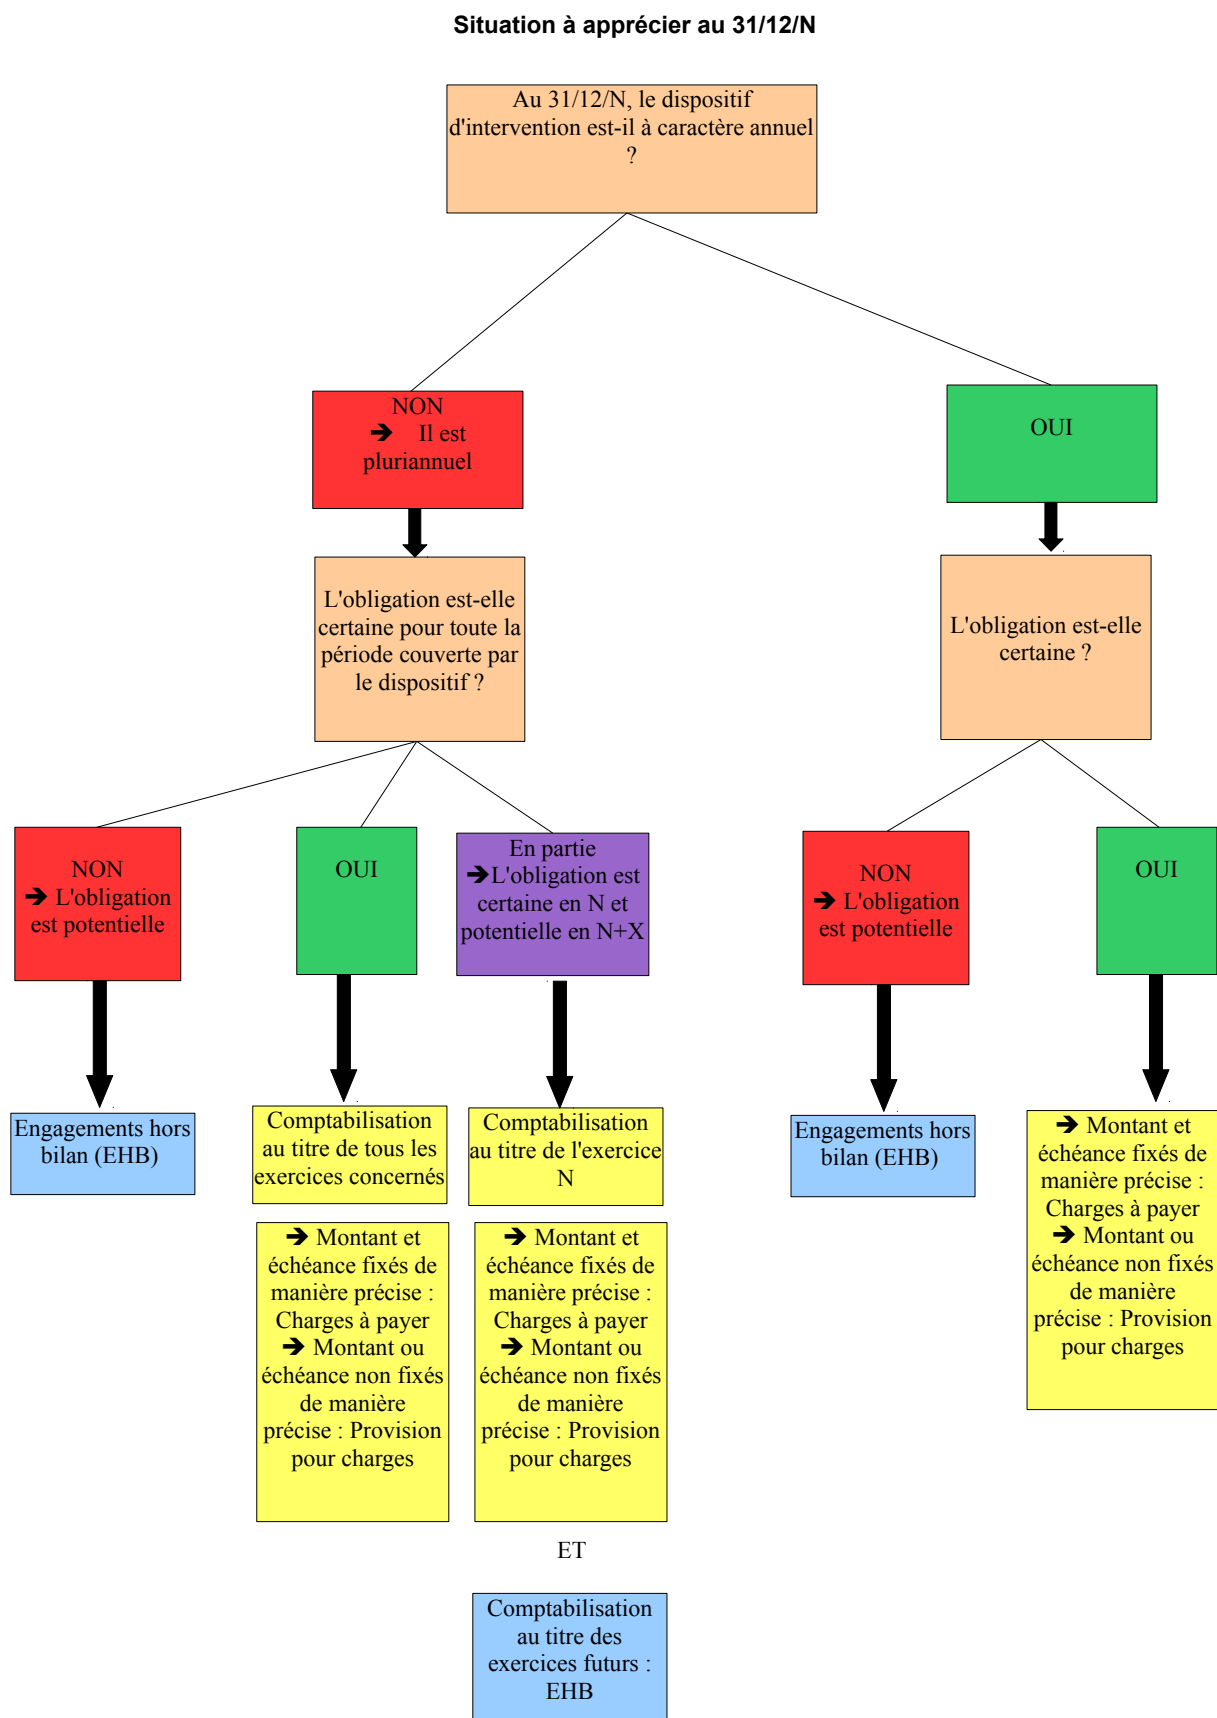 Situation à apprécier au 31/12/N
Au 31/12/N, le dispositif
d'intervention est-il à caractère annuel
?
NON
➔ Il est
pluriannuel
OUI
L'obligation est-elle
certaine pour toute la
période couverte par
le dispositif ?
L'obligation est-elle
certaine ?
NON
➔ L'obligation
est potentielle
OUI
En partie
➔L'obligation est
certaine en N et
potentielle en N+X
NON
➔ L'obligation
est potentielle
OUI
Engagements hors
bilan (EHB)
Comptabilisation
au titre de tous les
exercices concernés
Comptabilisation
au titre de l'exercice
N
Engagements hors
bilan (EHB)
➔ Montant et
échéance fixés de
manière précise :
Charges à payer
➔ Montant ou
échéance non fixés
de manière
précise : Provision
pour charges
➔ Montant et
échéance fixés de
manière précise :
Charges à payer
➔ Montant ou
échéance non fixés
de manière
précise : Provision
pour charges
➔ Montant et
échéance fixés de
manière précise :
Charges à payer
➔ Montant ou
échéance non fixés
de manière
précise : Provision
pour charges
ET
Comptabilisation
au titre des
exercices futurs :
EHB